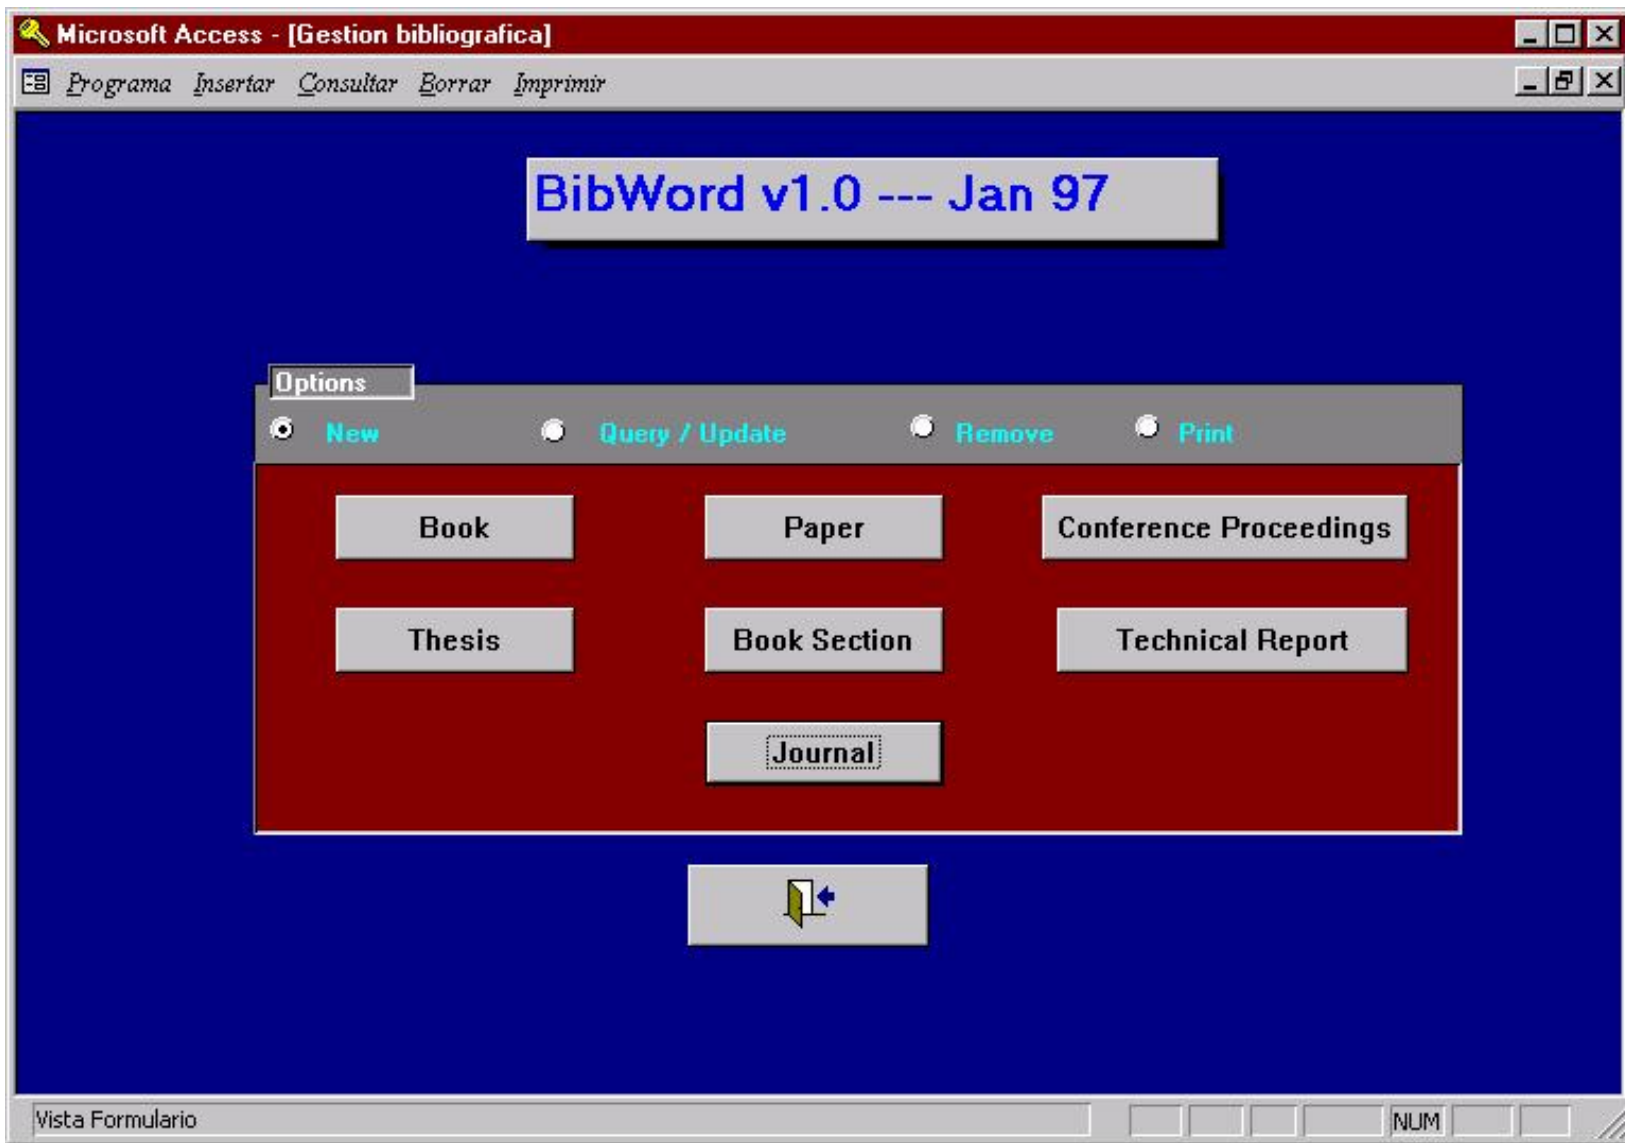 Microsoft Access - [Gestion bibliografica]
Programa Insertar Consultar Borrar Imprimir
BibWord v1.0 --- Jan 97
Options
New Query / Update Remove Print
Book Paper Conference Proceedings
Thesis Book Section Technical Report
Journal
Vista Formulario NUM